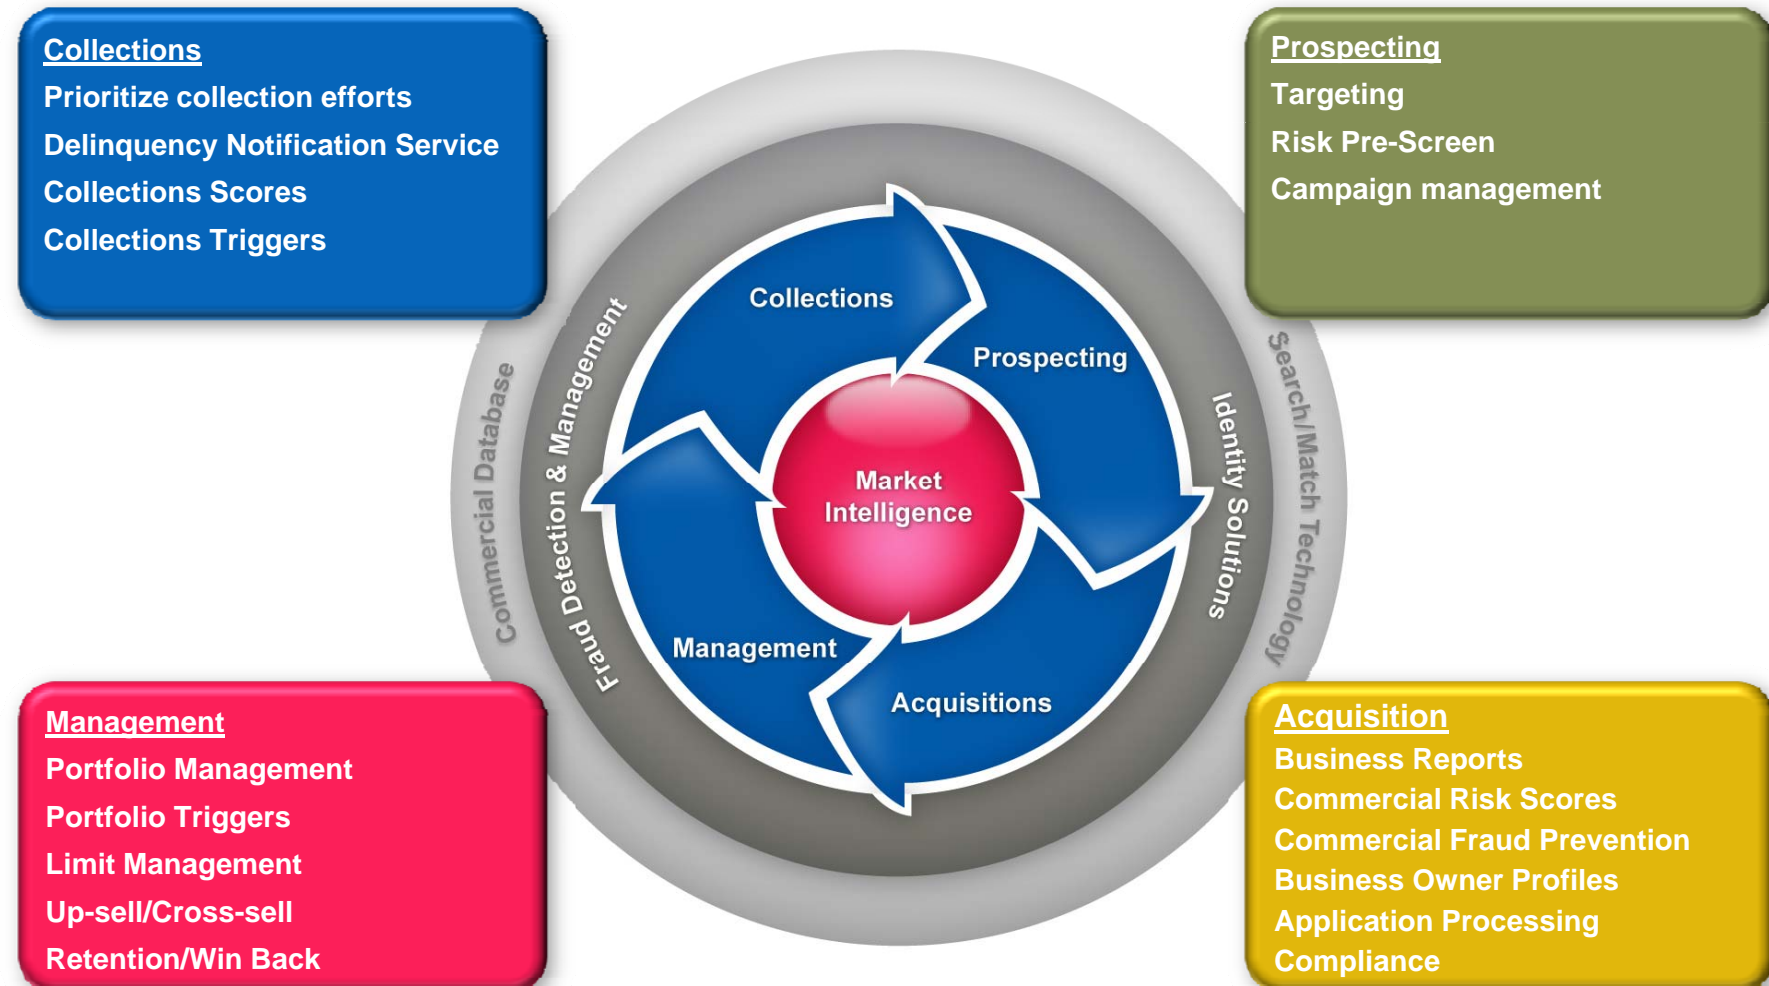 Collections
Prioritize collection efforts
Delinquency Notification Service
Collections Scores
Collections Triggers
Prospecting
Targeting
Risk Pre-Screen
Campaign management
Collections
Prospecting
Market
Intelligence
Management
Acquisitions
Fraud Detection & Management
Identity Solutions
Commercial Database
Search/Match Technology
Management
Portfolio Management
Portfolio Triggers
Limit Management
Up-sell/Cross-sell
Retention/Win Back
Acquisition
Business Reports
Commercial Risk Scores
Commercial Fraud Prevention
Business Owner Profiles
Application Processing
Compliance